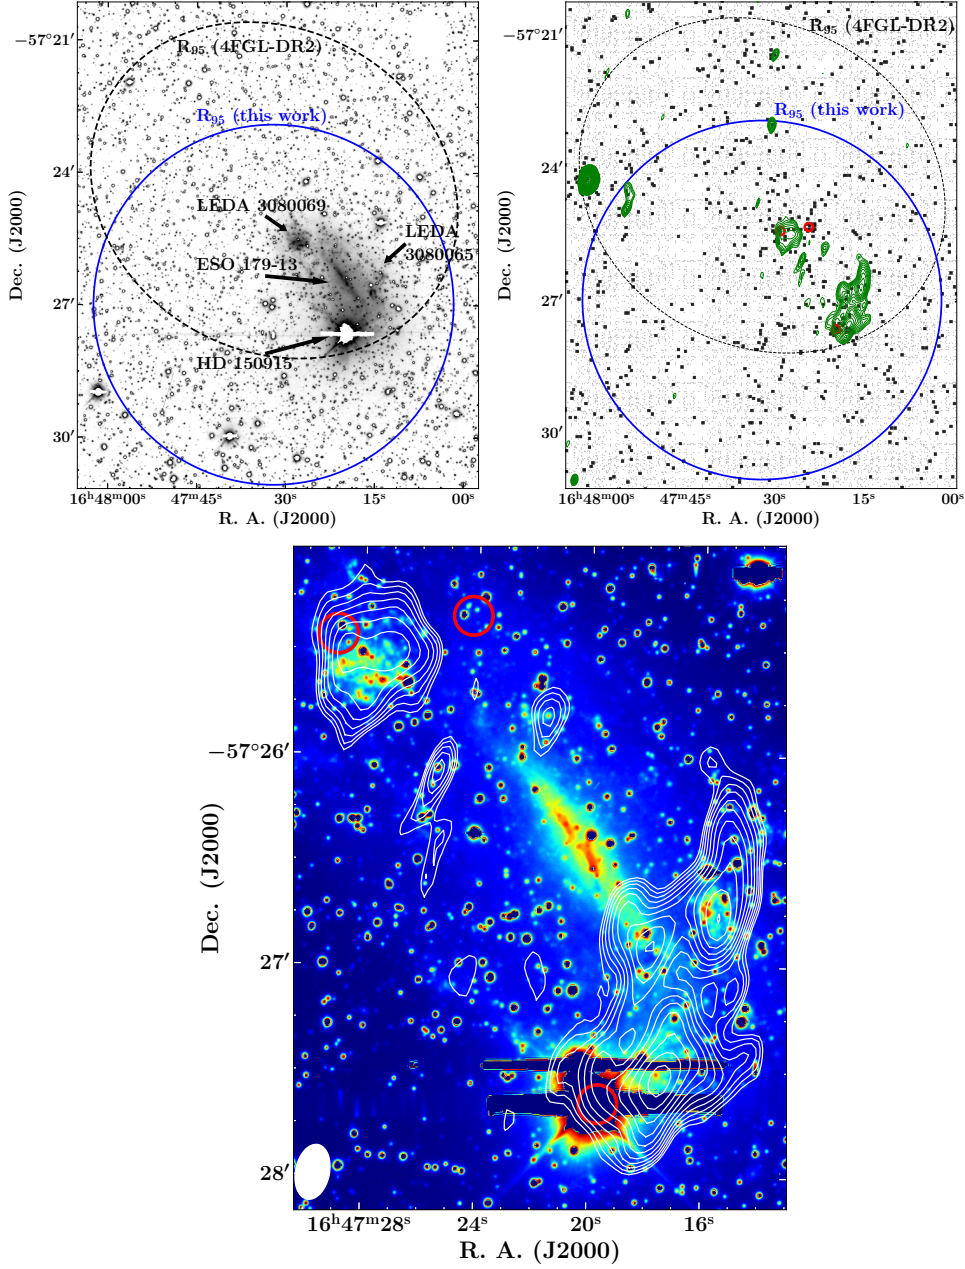 −57°21′
24′
27′
30′
Dec. (J2000)
R₉₅ (4FGL-DR2)
R₉₅ (this work)
LEDA 3080069
LEDA
3080065
ESO 179-13
HD 150915
16ʰ48ᵐ00ˢ
47ᵐ45ˢ
30ˢ
15ˢ
00ˢ
R. A. (J2000)
−57°21′
24′
27′
30′
Dec. (J2000)
R₉₅ (4FGL-DR2)
R₉₅ (this work)
16ʰ48ᵐ00ˢ
47ᵐ45ˢ
30ˢ
15ˢ
00ˢ
R. A. (J2000)
−57°26′
27′
28′
Dec. (J2000)
16ʰ47ᵐ28ˢ
24ˢ
20ˢ
16ˢ
R. A. (J2000)